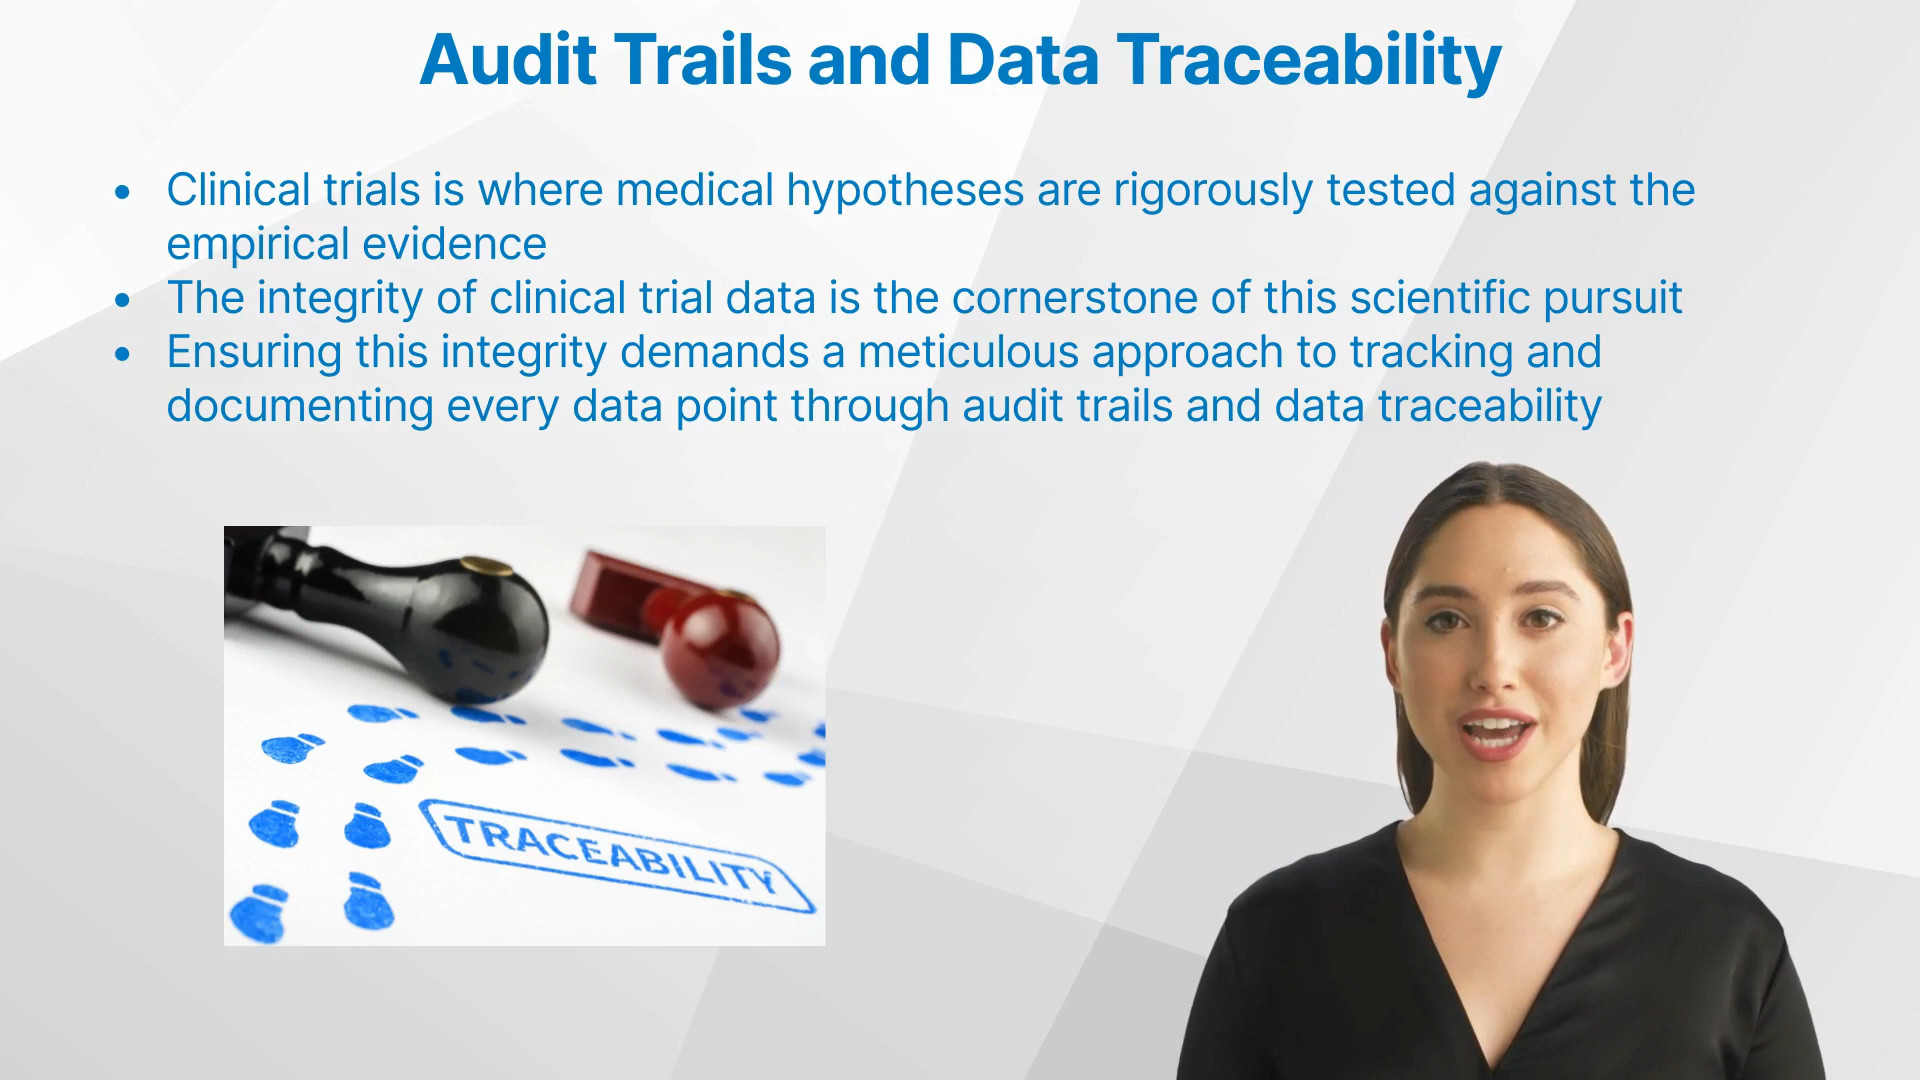 Audit Trails and Data Traceability
• Clinical trials is where medical hypotheses are rigorously tested against the
empirical evidence
• The integrity of clinical trial data is the cornerstone of this scientific pursuit
• Ensuring this integrity demands a meticulous approach to tracking and
documenting every data point through audit trails and data traceability
TRACEABILITY